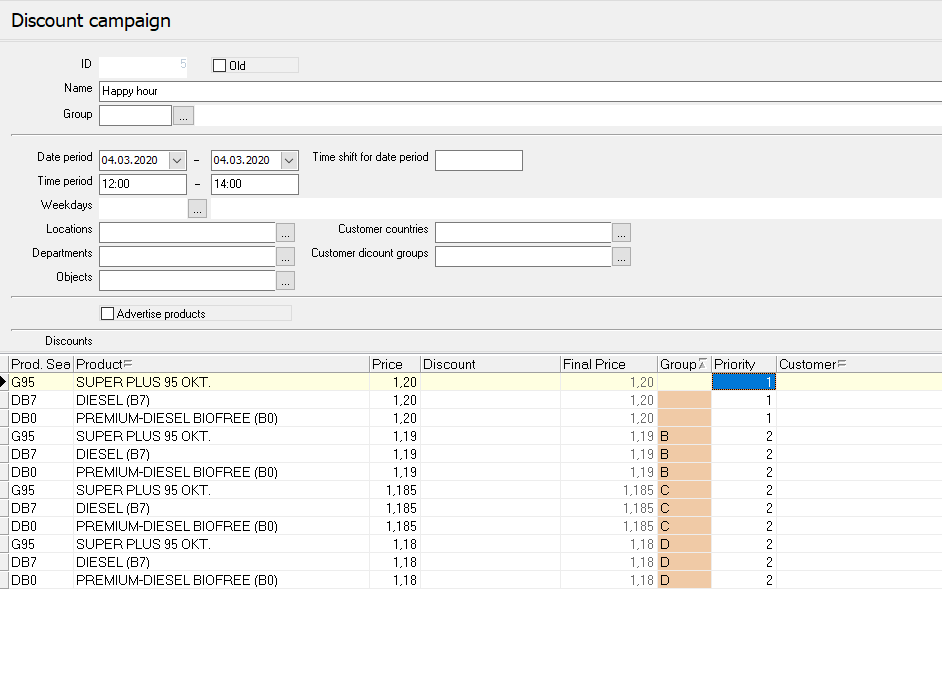 Discount campaign
ID 5 Old
Name Happy hour
Group ...
Date period 04.03.2020 – 04.03.2020 Time shift for date period
Time period 12:00 – 14:00
Weekdays ...
Locations ... Customer countries ...
Departments ... Customer dicount groups ...
Objects ...
Advertise products
Discounts
Prod. Sea Product Price Discount Final Price Group Priority Customer
G95 SUPER PLUS 95 OKT. 1,20 1,20 1
DB7 DIESEL (B7) 1,20 1,20 1
DB0 PREMIUM-DIESEL BIOFREE (B0) 1,20 1,20 1
G95 SUPER PLUS 95 OKT. 1,19 1,19 B 2
DB7 DIESEL (B7) 1,19 1,19 B 2
DB0 PREMIUM-DIESEL BIOFREE (B0) 1,19 1,19 B 2
G95 SUPER PLUS 95 OKT. 1,185 1,185 C 2
DB7 DIESEL (B7) 1,185 1,185 C 2
DB0 PREMIUM-DIESEL BIOFREE (B0) 1,185 1,185 C 2
G95 SUPER PLUS 95 OKT. 1,18 1,18 D 2
DB7 DIESEL (B7) 1,18 1,18 D 2
DB0 PREMIUM-DIESEL BIOFREE (B0) 1,18 1,18 D 2